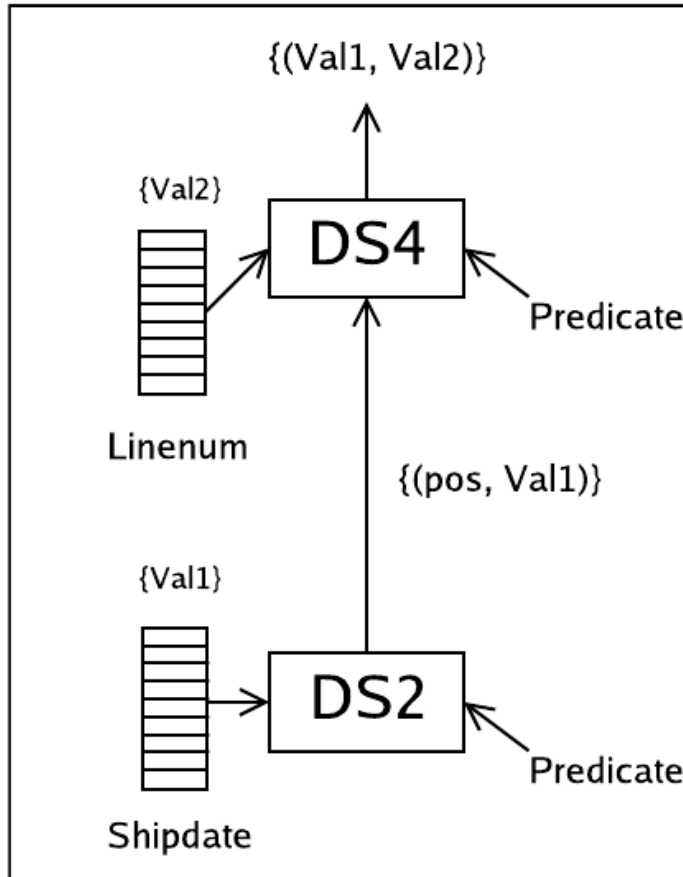 {(Val1, Val2)}
{Val2}
DS4
Predicate
Linenum
{(pos, Val1)}
{Val1}
DS2
Predicate
Shipdate